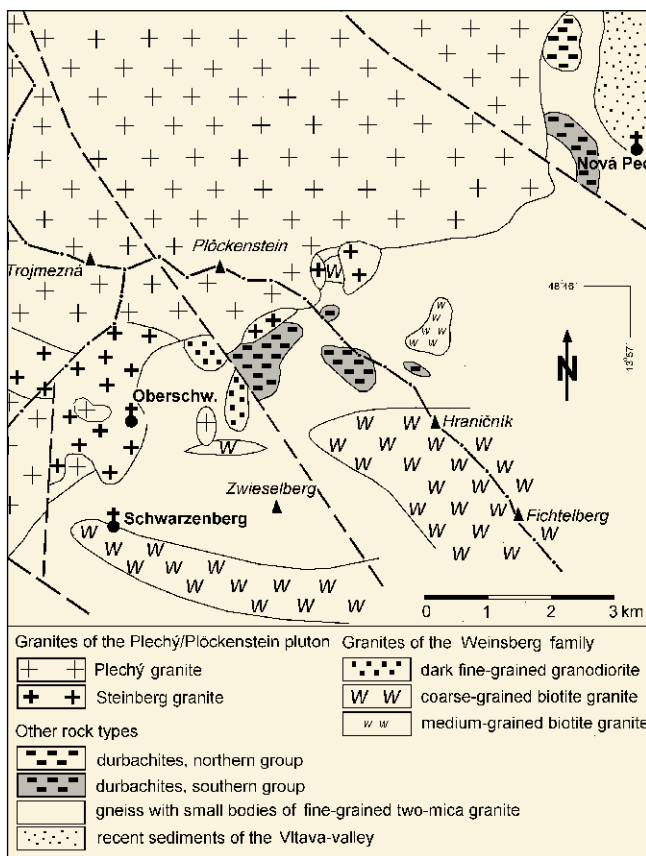 Nová Pec
Plöckenstein
Trojmezná
48°46'
13°57'
N
Oberschw.
Hraničník
Zwieselberg
Schwarzenberg
Fichtelberg
0 1 2 3 km
Granites of the Plechý/Plöckenstein pluton
Plechý granite
Steinberg granite
Other rock types
durbachites, northern group
durbachites, southern group
gneiss with small bodies of fine-grained two-mica granite
recent sediments of the Vltava-valley
Granites of the Weinsberg family
dark fine-grained granodiorite
W W coarse-grained biotite granite
w w medium-grained biotite granite